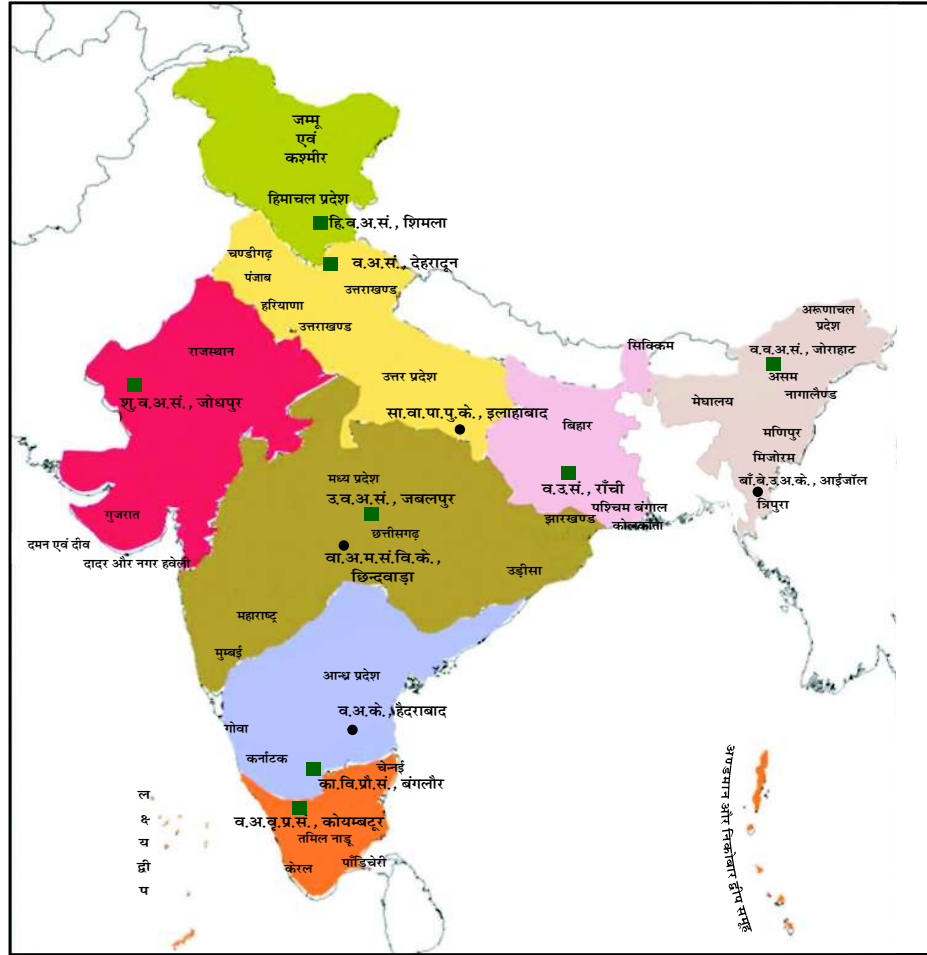 जम्मू
एवं
कश्मीर
हिमाचल प्रदेश
हि.व.अ.सं., शिमला
चण्डीगढ़
व.अ.सं., देहरादून
पंजाब
उत्तराखण्ड
हरियाणा
उत्तराखण्ड
अरूणाचल
प्रदेश
सिक्किम
व.व.अ.सं., जोराहाट
राजस्थान
असम
उत्तर प्रदेश
नागालैण्ड
शु.व.अ.सं., जोधपुर
मेघालय
सा.वा.पा.पु.के., इलाहाबाद
बिहार
मणिपुर
मिजोरम
मध्य प्रदेश
बाँ.बे.उ.अ.के., आईजॉल
व.उ.सं., राँची
उ.व.अ.सं., जबलपुर
त्रिपुरा
पश्चिम बंगाल
गुजरात
झारखण्ड
कोलकाता
छत्तीसगढ़
दमन एवं दीव
दादर और नगर हवेली
वा.अ.म.सं.वि.के.,
छिन्दवाड़ा
उड़ीसा
महाराष्ट्र
मुम्बई
आन्ध्र प्रदेश
व.अ.के., हैदराबाद
गोवा
कर्नाटक
चेन्नई
का.वि.प्रौ.सं., बंगलौर
व.अ.वृ.प्र.सं., कोयम्बटूर
तमिल नाडू
केरल
पाँडिचेरी
ल
क्ष
य
द्वी
प
अण्डमान और निकोबार द्वीप समूह